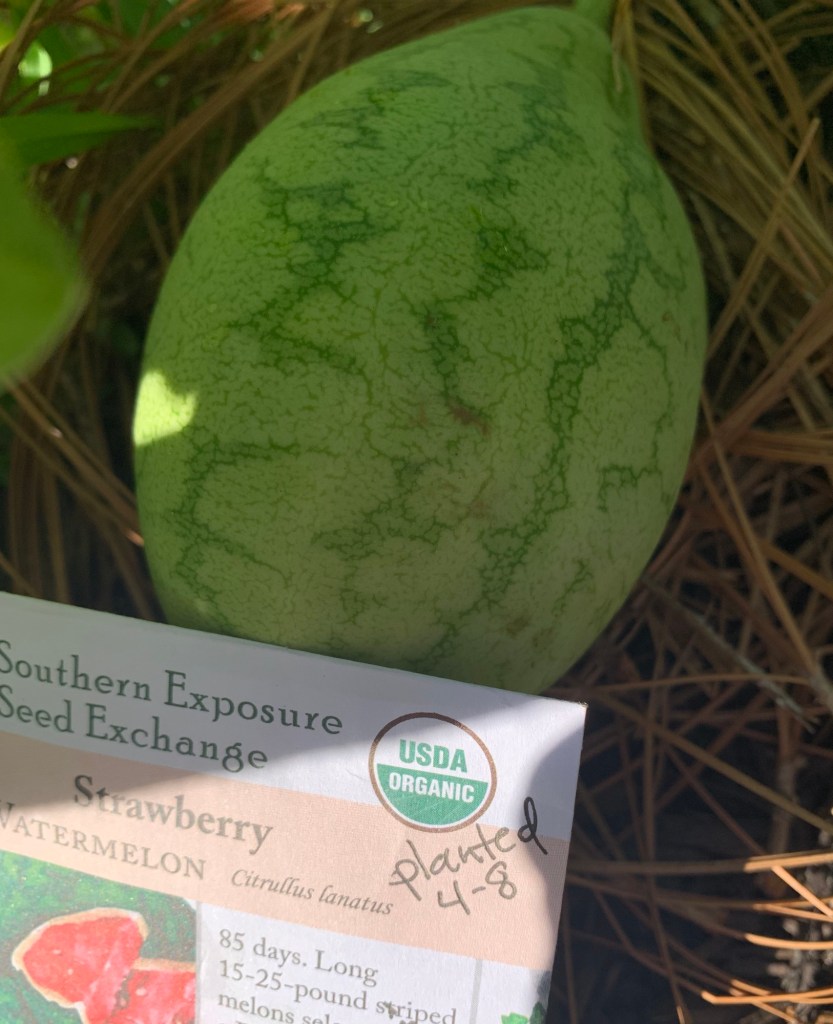 Southern Exposure
Seed Exchange
USDA
ORGANIC
Strawberry
WATERMELON Citrullus lanatus
planted
4-8
85 days. Long
15-25-pound striped
melons